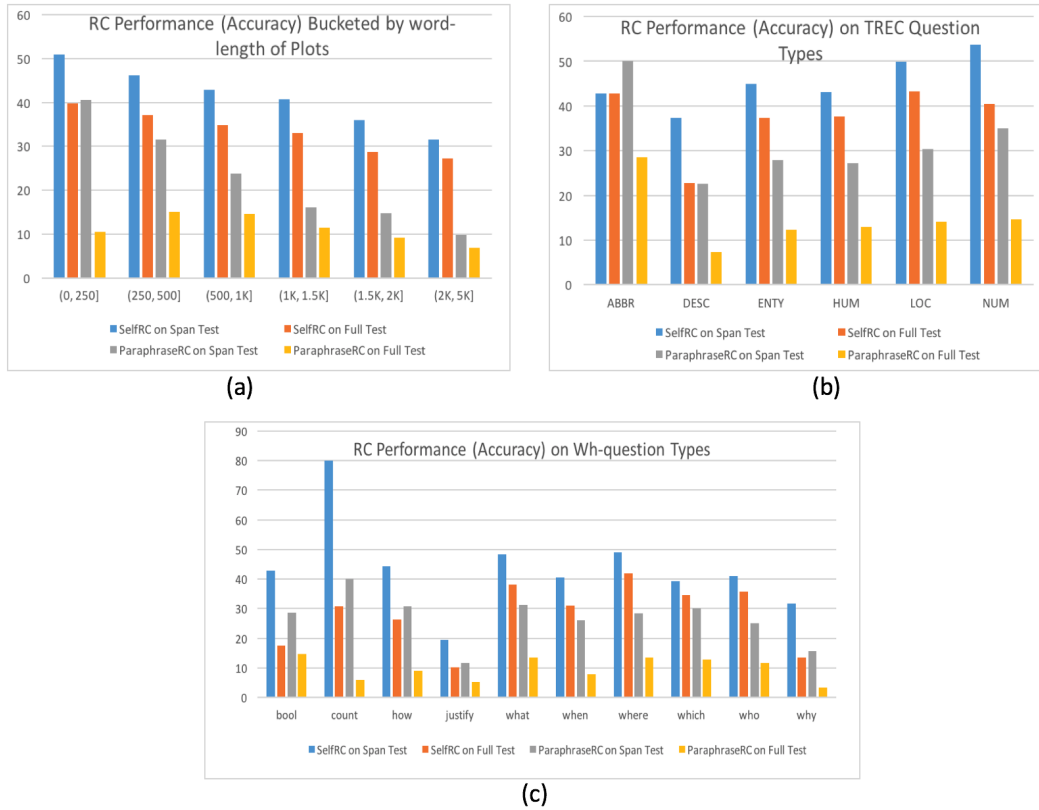 RC Performance (Accuracy) Bucketed by word-
length of Plots
60
50
40
30
20
10
0
(0, 250]
(250, 500]
(500, 1K]
(1K, 1.5K]
(1.5K, 2K]
(2K, 5K]
SelfRC on Span Test
SelfRC on Full Test
ParaphraseRC on Span Test
ParaphraseRC on Full Test
(a)
RC Performance (Accuracy) on TREC Question
Types
60
50
40
30
20
10
0
ABBR
DESC
ENTY
HUM
LOC
NUM
SelfRC on Span Test
SelfRC on Full Test
ParaphraseRC on Span Test
ParaphraseRC on Full Test
(b)
RC Performance (Accuracy) on Wh-question Types
90
80
70
60
50
40
30
20
10
0
bool
count
how
justify
what
when
where
which
who
why
SelfRC on Span Test
SelfRC on Full Test
ParaphraseRC on Span Test
ParaphraseRC on Full Test
(c)